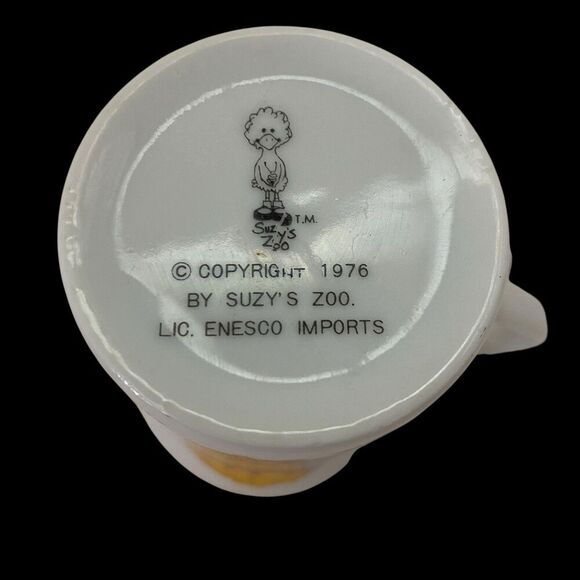 T.M.
Suzy's
Zoo
© COPYRIGHT 1976
BY SUZY'S ZOO.
LIC. ENESCO IMPORTS